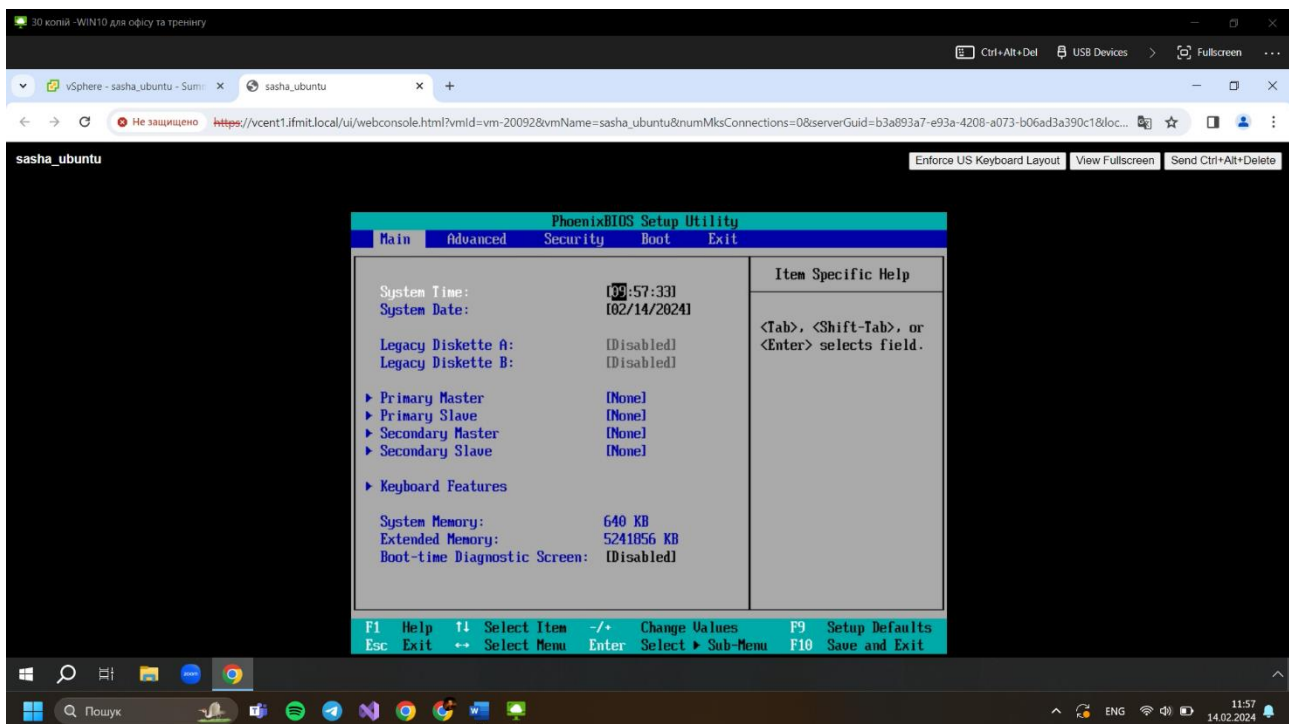 30 копій -WIN10 для офісу та тренінгу
Ctrl+Alt+Del USB Devices Fullscreen
vSphere - sasha_ubuntu - Summ sasha_ubuntu
Не защищено https://vcent1.ifmit.local/ui/webconsole.html?vmId=vm-20092&vmName=sasha_ubuntu&numMksConnections=0&serverGuid=b3a893a7-e93a-4208-a073-b06ad3a390c1&loc...
sasha_ubuntu Enforce US Keyboard Layout View Fullscreen Send Ctrl+Alt+Delete
PhoenixBIOS Setup Utility
Main Advanced Security Boot Exit
Item Specific Help
System Time: [09:57:33]
System Date: [02/14/2024]
<Tab>, <Shift-Tab>, or
<Enter> selects field.
Legacy Diskette A: [Disabled]
Legacy Diskette B: [Disabled]
Primary Master [None]
Primary Slave [None]
Secondary Master [None]
Secondary Slave [None]
Keyboard Features
System Memory: 640 KB
Extended Memory: 5241856 KB
Boot-time Diagnostic Screen: [Disabled]
F1 Help ↑↓ Select Item -/+ Change Values F9 Setup Defaults
Esc Exit ↔ Select Menu Enter Select ▶ Sub-Menu F10 Save and Exit
zoom
Пошук ENG 11:57
14.02.2024